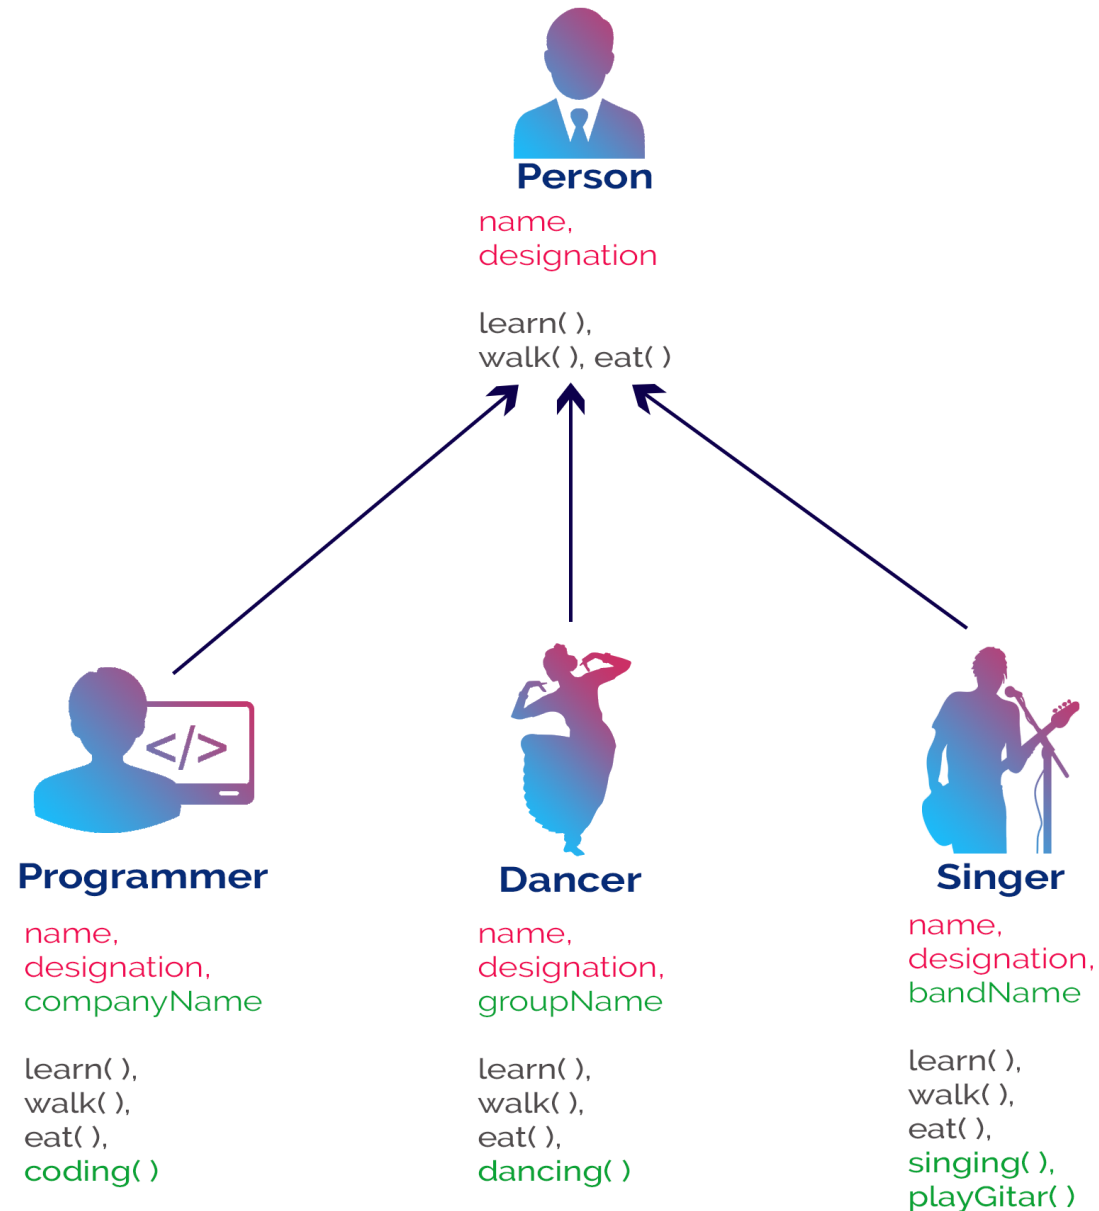 Person
name,
designation
learn( ),
walk( ), eat( )
</>
Programmer
name,
designation,
companyName
learn( ),
walk( ),
eat( ),
coding( )
Dancer
name,
designation,
groupName
learn( ),
walk( ),
eat( ),
dancing( )
Singer
name,
designation,
bandName
learn( ),
walk( ),
eat( ),
singing( ),
playGitar( )